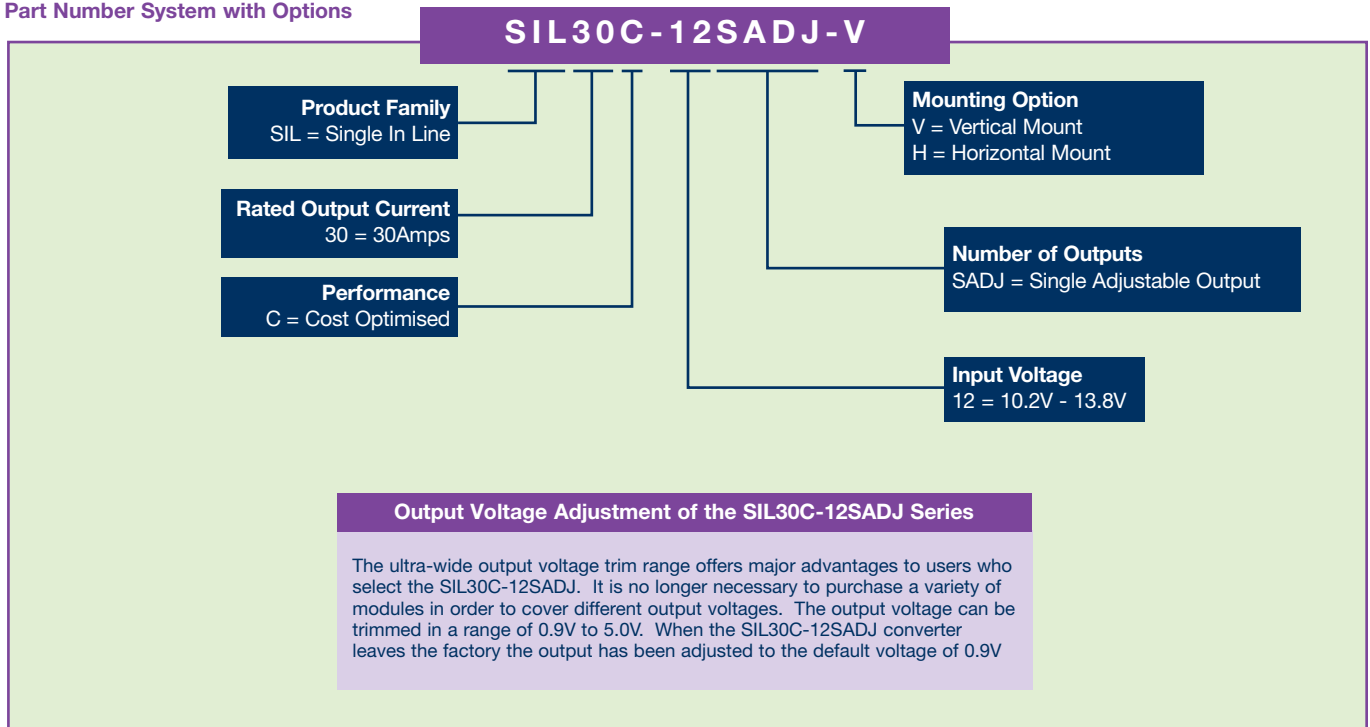 Part Number System with Options
SIL30C-12SADJ-V
Product Family
SIL = Single In Line
Rated Output Current
30 = 30Amps
Performance
C = Cost Optimised
Mounting Option
V = Vertical Mount
H = Horizontal Mount
Number of Outputs
SADJ = Single Adjustable Output
Input Voltage
12 = 10.2V - 13.8V
Output Voltage Adjustment of the SIL30C-12SADJ Series
The ultra-wide output voltage trim range offers major advantages to users who
select the SIL30C-12SADJ. It is no longer necessary to purchase a variety of
modules in order to cover different output voltages. The output voltage can be
trimmed in a range of 0.9V to 5.0V. When the SIL30C-12SADJ converter
leaves the factory the output has been adjusted to the default voltage of 0.9V